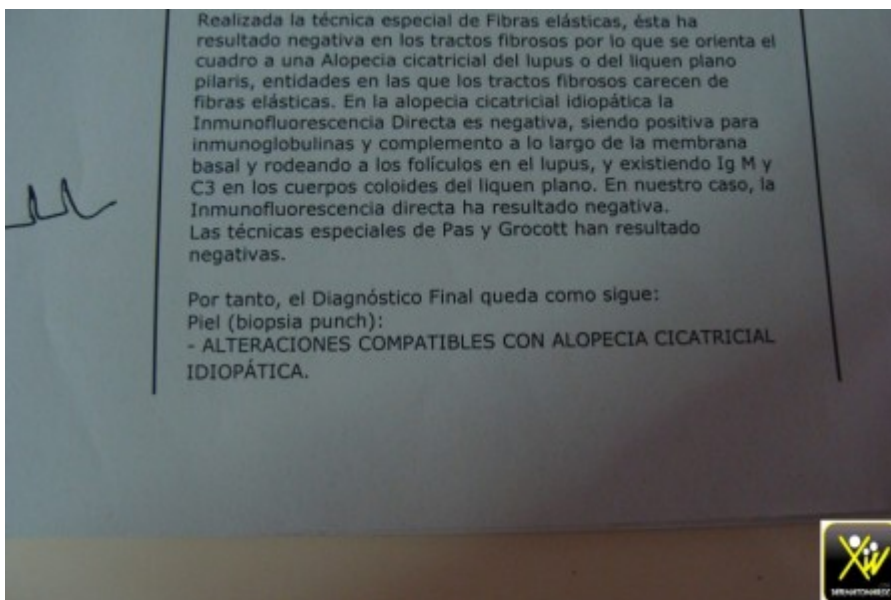 Realizada la técnica especial de Fibras elásticas, ésta ha
resultado negativa en los tractos fibrosos por lo que se orienta el
cuadro a una Alopecia cicatricial del lupus o del liquen plano
pilaris, entidades en las que los tractos fibrosos carecen de
fibras elásticas. En la alopecia cicatricial idiopática la
Inmunofluorescencia Directa es negativa, siendo positiva para
inmunoglobulinas y complemento a lo largo de la membrana
basal y rodeando a los folículos en el lupus, y existiendo Ig M y
C3 en los cuerpos coloides del liquen plano. En nuestro caso, la
Inmunofluorescencia directa ha resultado negativa.
Las técnicas especiales de Pas y Grocott han resultado
negativas.
Por tanto, el Diagnóstico Final queda como sigue:
Piel (biopsia punch):
- ALTERACIONES COMPATIBLES CON ALOPECIA CICATRICIAL
IDIOPÁTICA.